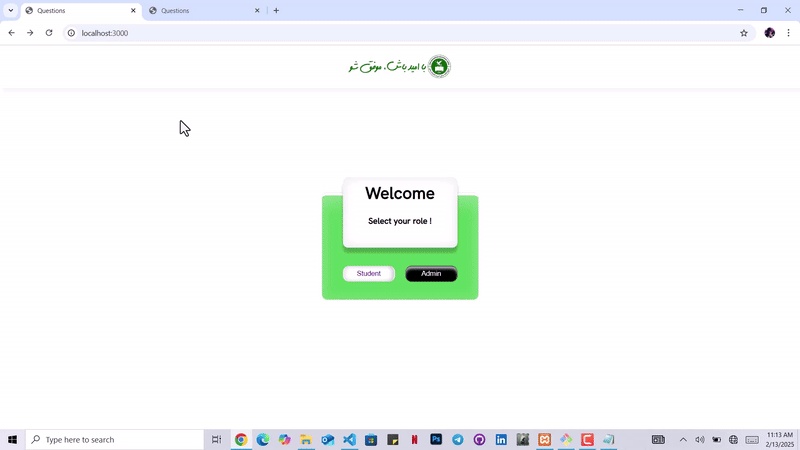 Questions
Questions
localhost:3000
با امید باش، موفق شو
Welcome
Select your role !
Student
Admin
Type here to search
11:13 AM
2/13/2025